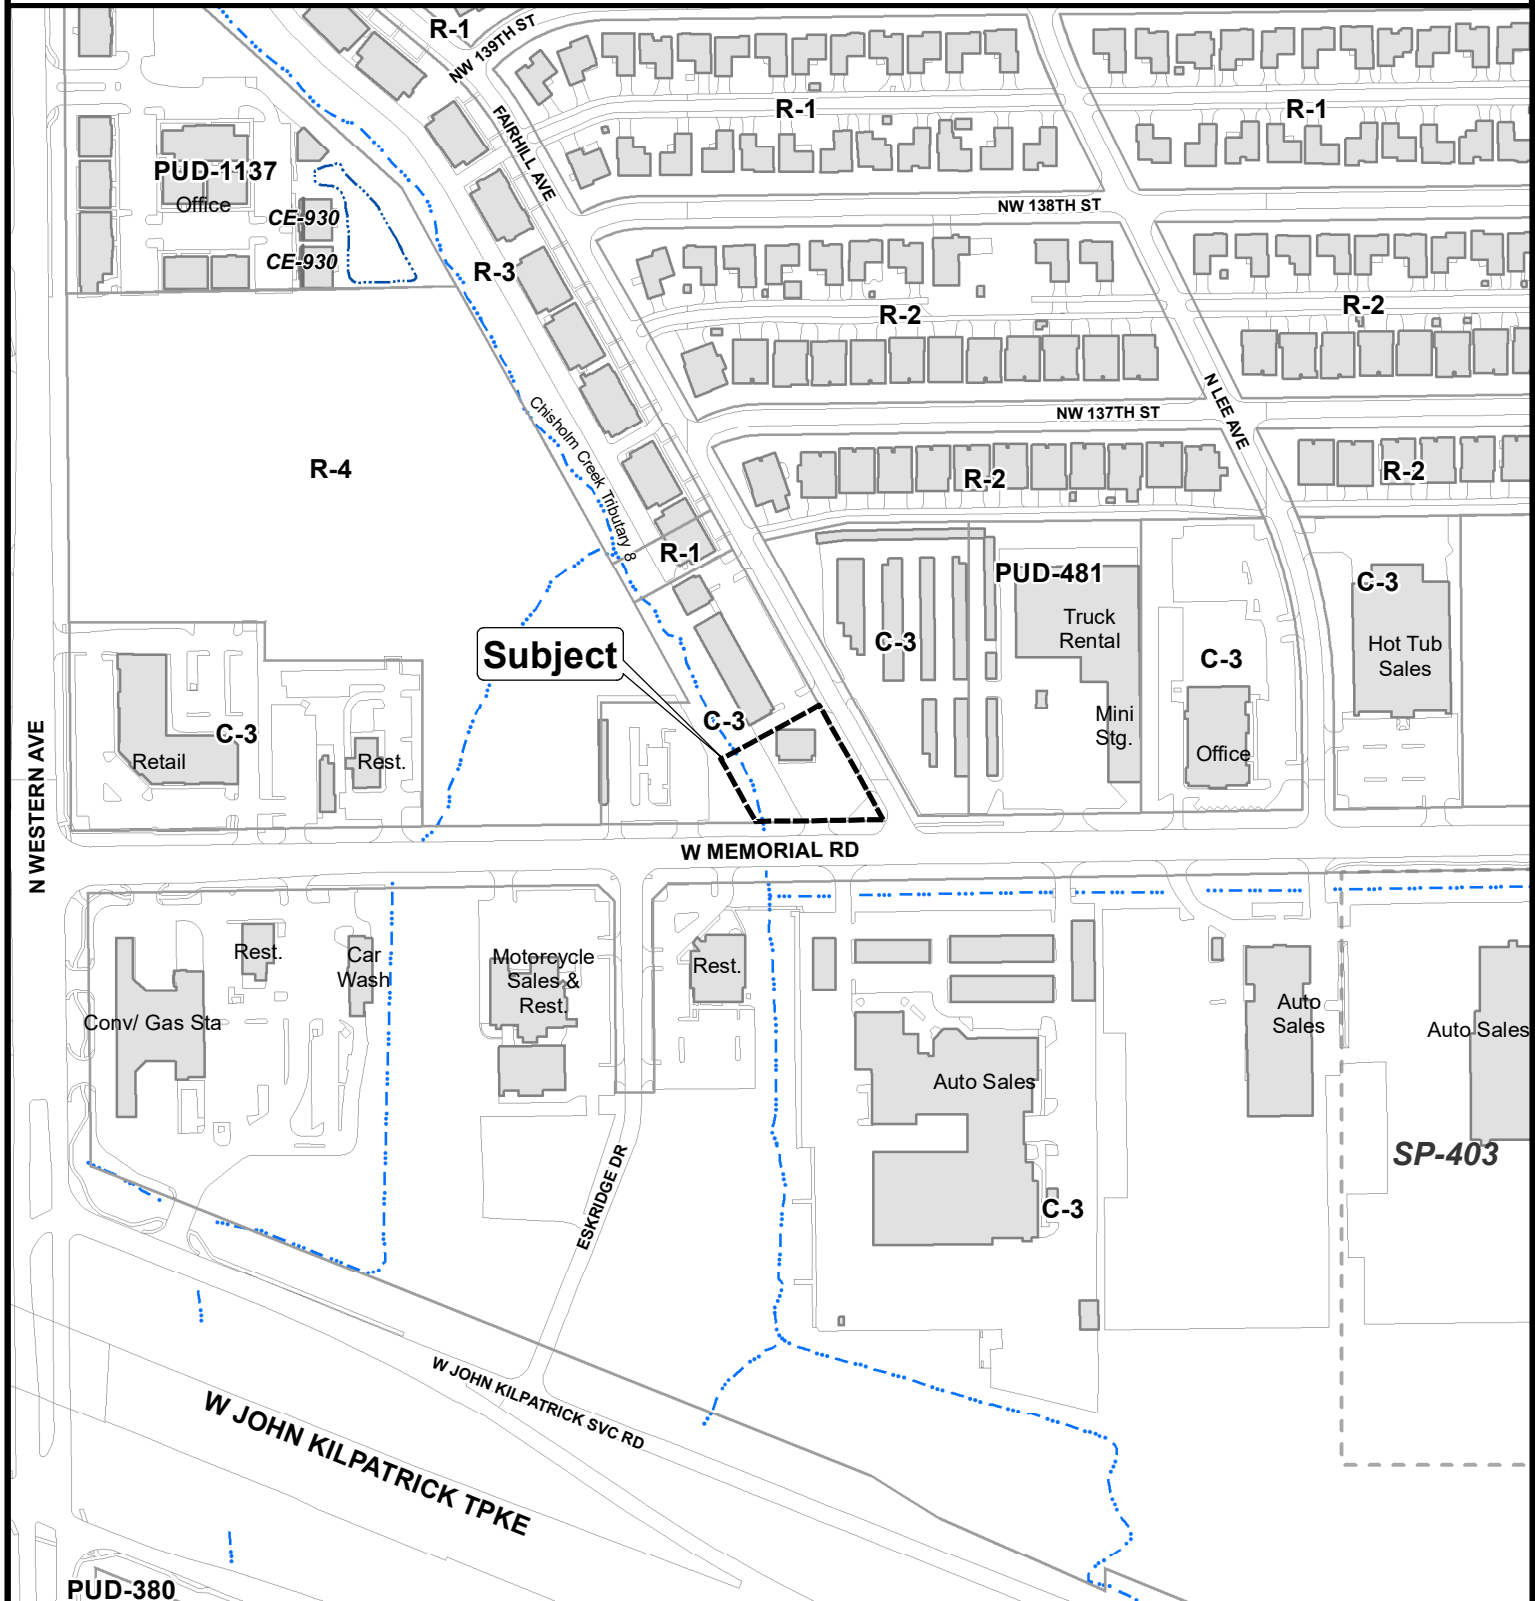 R-1
NW 139TH ST
FAIRHILL AVE
R-1
R-1
PUD-1137
Office
CE-930
CE-930
NW 138TH ST
R-3
R-2
R-2
Chisholm Creek Tributary 8
NW 137TH ST
N LEE AVE
R-4
R-2
R-2
R-1
PUD-481
C-3
Truck
Rental
C-3
Subject
C-3
Hot Tub
Sales
C-3
Mini
Stg.
Office
C-3
Retail
Rest.
N WESTERN AVE
W MEMORIAL RD
Rest.
Car
Wash
Motorcycle
Sales &
Rest.
Rest.
Conv/ Gas Sta
Auto
Sales
Auto Sales
Auto Sales
SP-403
C-3
ESKRIDGE DR
W JOHN KILPATRICK SVC RD
W JOHN KILPATRICK TPKE
PUD-380